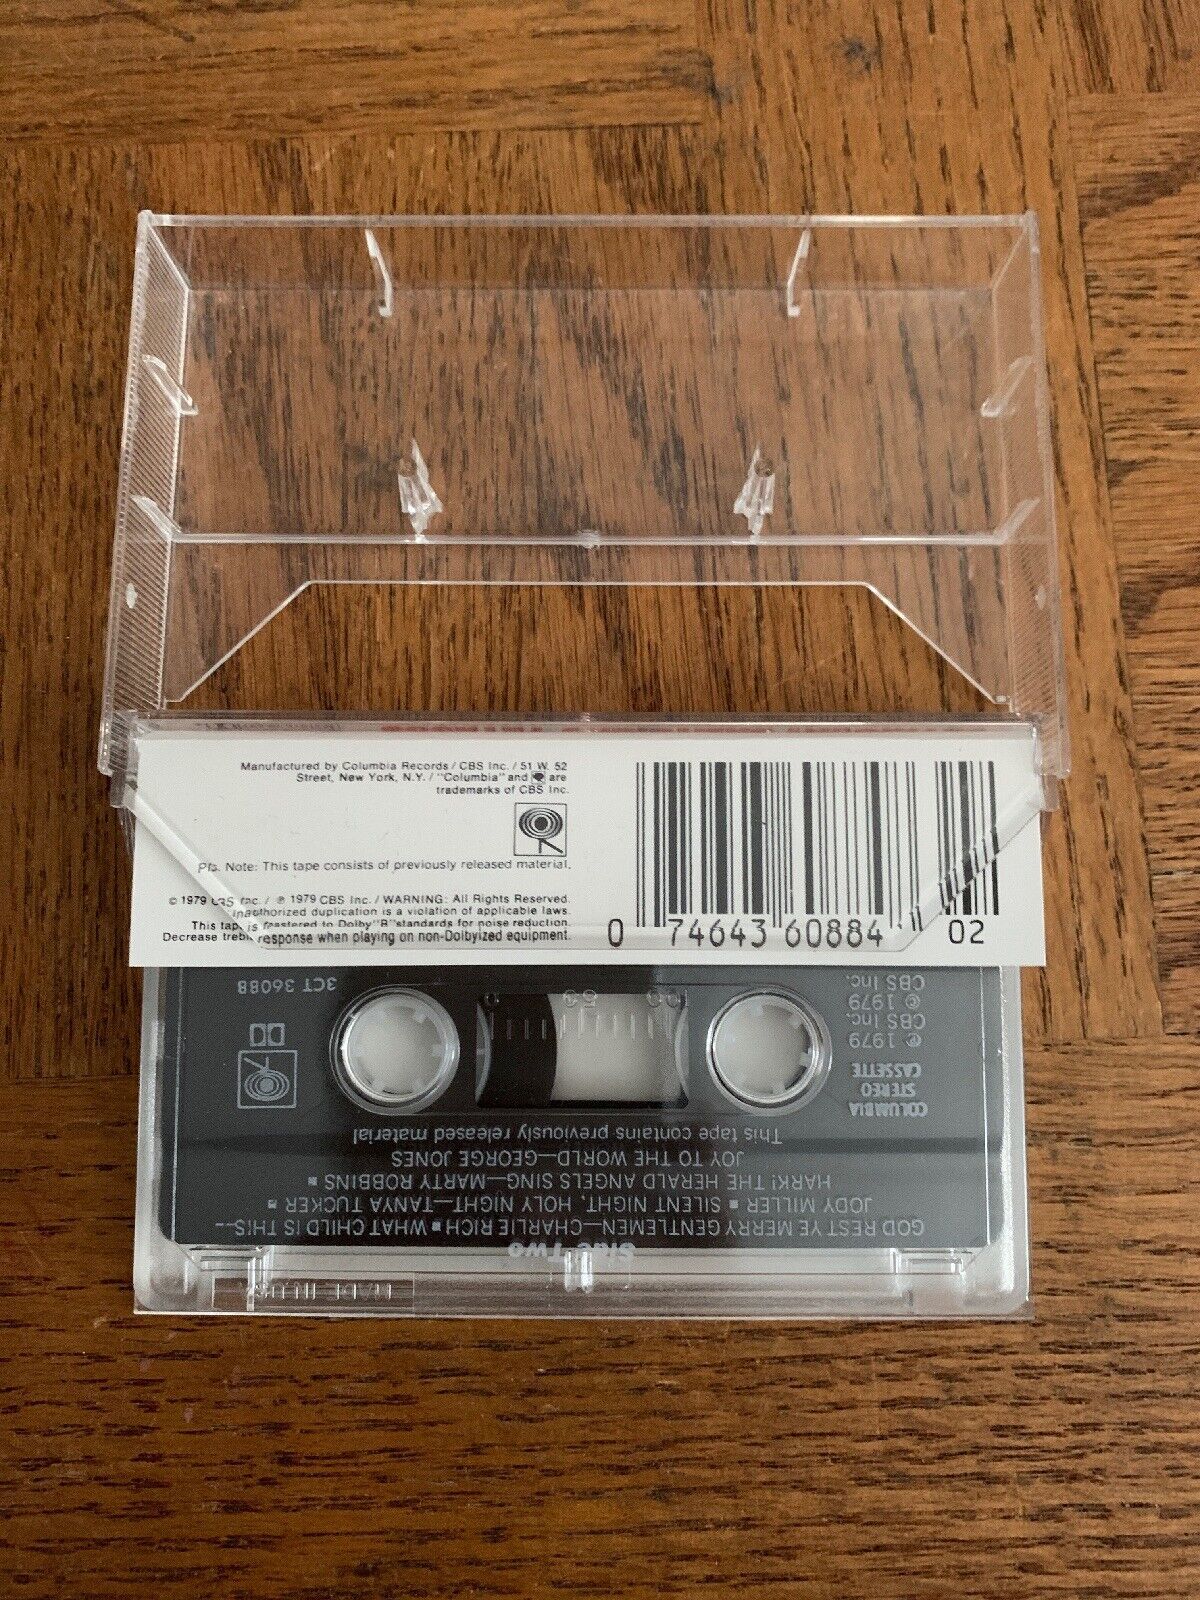 Manufactured by Columbia Records / CBS Inc. / 51 W. 52
Street, New York, N.Y. / "Columbia" and are
trademarks of CBS Inc.
Note: This tape consists of previously released material.
© 1979 CBS Inc. / ℗ 1979 CBS Inc. / WARNING: All Rights Reserved.
Unauthorized duplication is a violation of applicable laws.
This tape is mastered to Dolby "B" standards for noise reduction.
Decrease treble response when playing on non-Dolbyized equipment.
0 74643 60884 02
Side Two
GOD REST YE MERRY GENTLEMEN—CHARLIE RICH ■ WHAT CHILD IS THIS—
JODY MILLER ■ SILENT NIGHT, HOLY NIGHT—TANYA TUCKER ■
HARK! THE HERALD ANGELS SING—MARTY ROBBINS ■
JOY TO THE WORLD—GEORGE JONES
This tape contains previously released material
COLUMBIA
STEREO
CASSETTE
℗ 1979
CBS Inc.
© 1979
CBS Inc.
3CT 36088
0 50 100
MADE IN U.S.